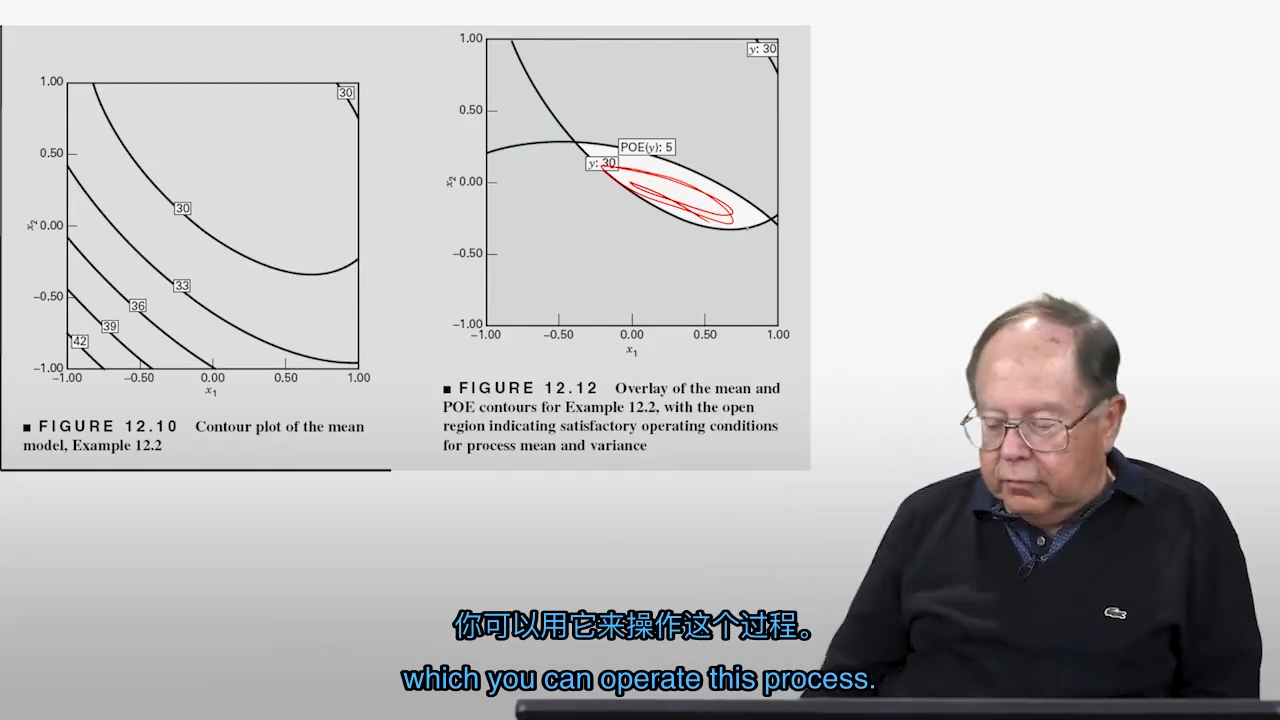 1.00
0.50
0.00
−0.50
−1.00
x2
−1.00 −0.50 0.00 0.50 1.00
x1
30
30
33
36
39
42
■ FIGURE 12.10 Contour plot of the mean
model, Example 12.2
1.00
0.50
0.00
−0.50
−1.00
x2
−1.00 −0.50 0.00 0.50 1.00
x1
y: 30
POE(y): 5
y: 30
■ FIGURE 12.12 Overlay of the mean and
POE contours for Example 12.2, with the open
region indicating satisfactory operating conditions
for process mean and variance
你可以用它来操作这个过程。
which you can operate this process.